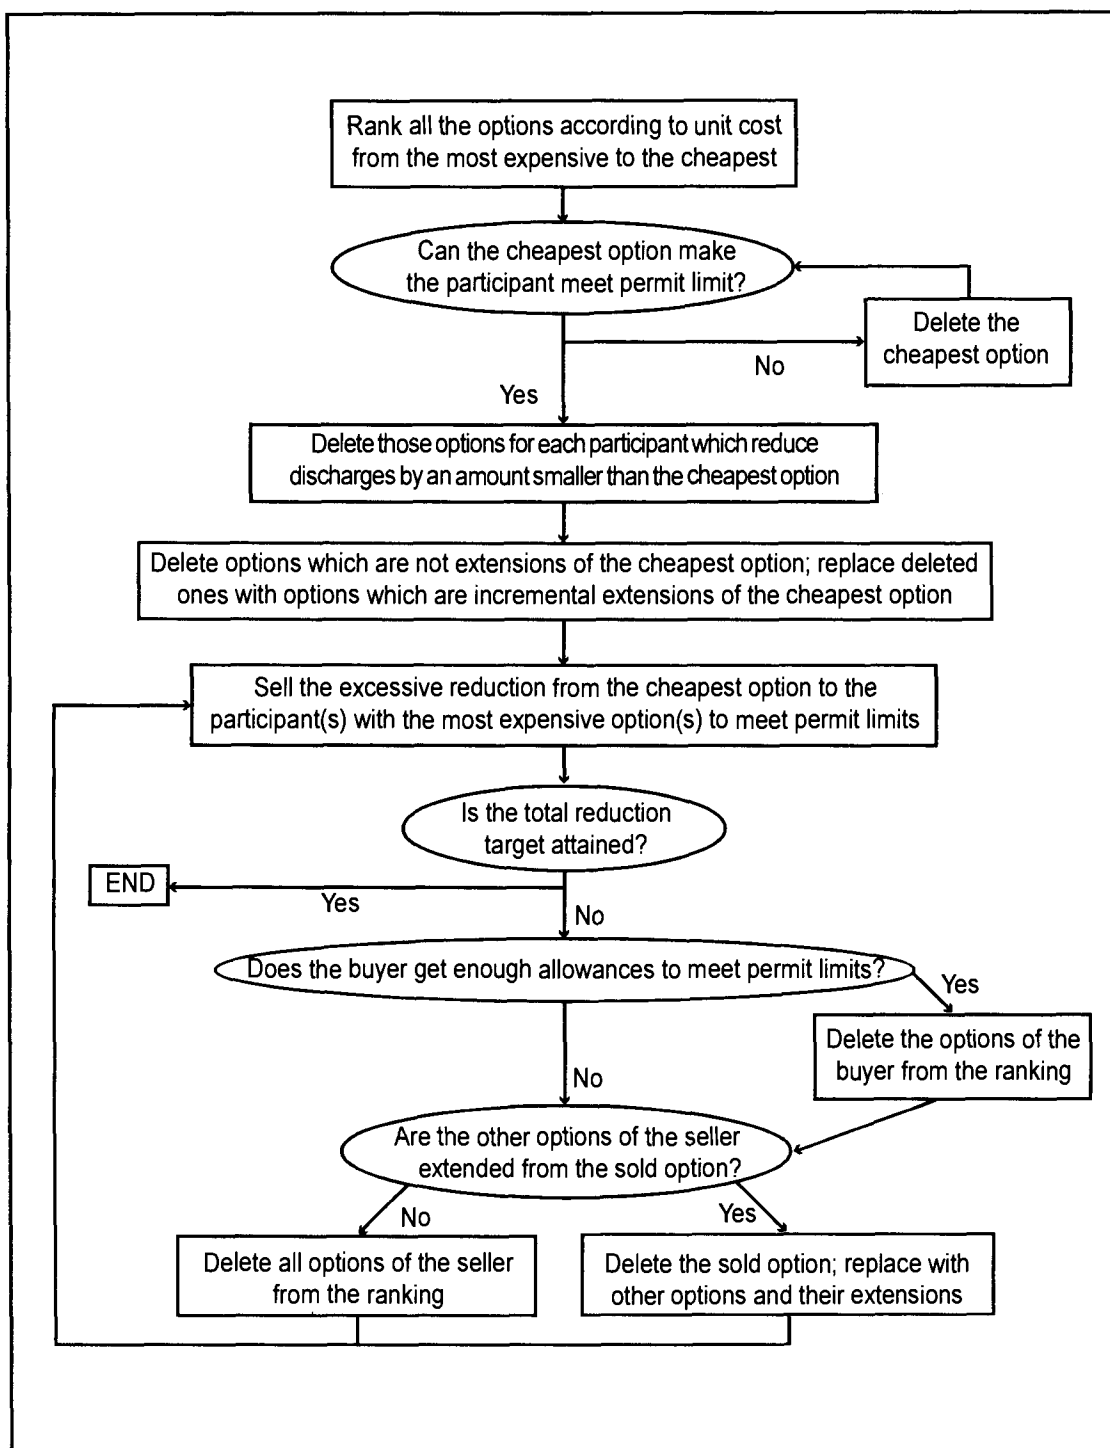 Rank all the options according to unit cost
from the most expensive to the cheapest
Can the cheapest option make
the participant meet permit limit?
Delete the
cheapest option
No
Yes
Delete those options for each participant which reduce
discharges by an amount smaller than the cheapest option
Delete options which are not extensions of the cheapest option; replace deleted
ones with options which are incremental extensions of the cheapest option
Sell the excessive reduction from the cheapest option to the
participant(s) with the most expensive option(s) to meet permit limits
Is the total reduction
target attained?
END
Yes
No
Does the buyer get enough allowances to meet permit limits?
Yes
Delete the options of the
buyer from the ranking
No
Are the other options of the seller
extended from the sold option?
No
Yes
Delete all options of the seller
from the ranking
Delete the sold option; replace with
other options and their extensions